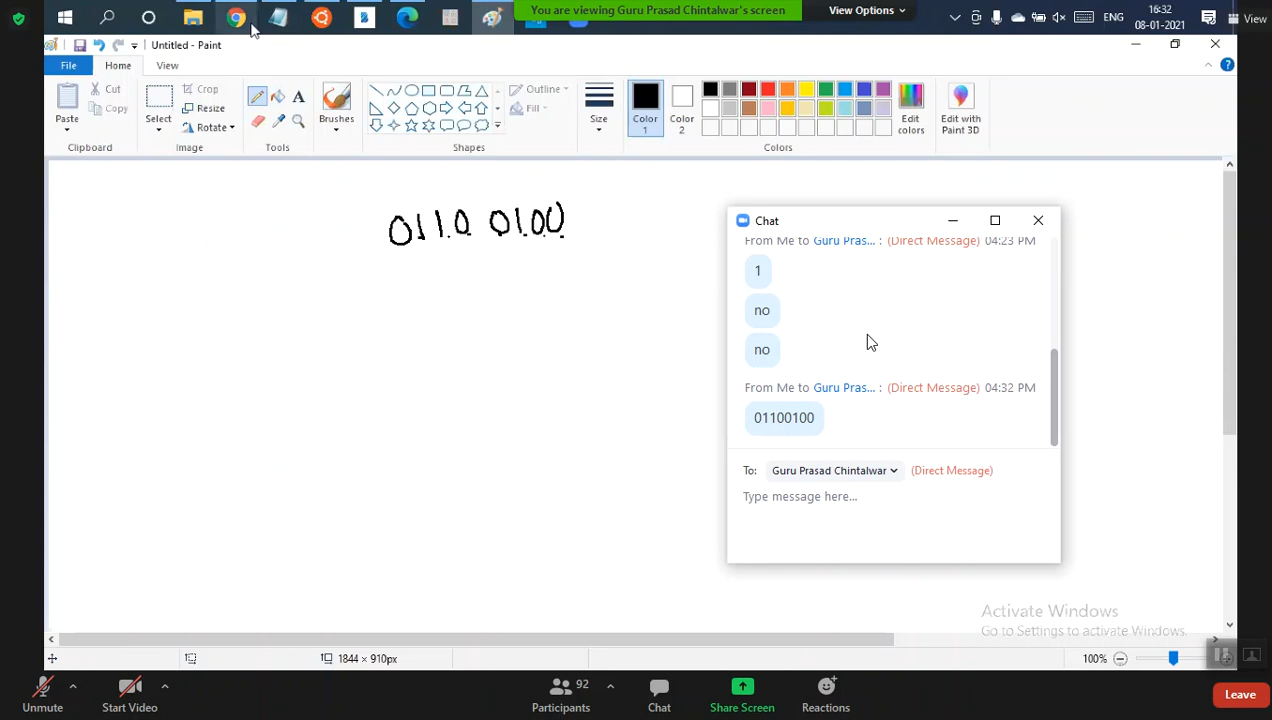 You are viewing Guru Prasad Chintalwar's screen
View Options
ENG
16:32
08-01-2021
View
Untitled - Paint
File
Home
View
Paste
Cut
Copy
Clipboard
Select
Crop
Resize
Rotate
Image
A
Tools
Brushes
Outline
Fill
Shapes
Size
Color
1
Color
2
Edit
colors
Colors
Edit with
Paint 3D
0110 0100
Chat
From Me to Guru Pras... : (Direct Message) 04:23 PM
1
no
no
From Me to Guru Pras... : (Direct Message) 04:32 PM
01100100
To: Guru Prasad Chintalwar (Direct Message)
Type message here...
Activate Windows
Go to Settings to activate Windows.
1844 × 910px
100%
Unmute
Start Video
92
Participants
Chat
Share Screen
Reactions
Leave